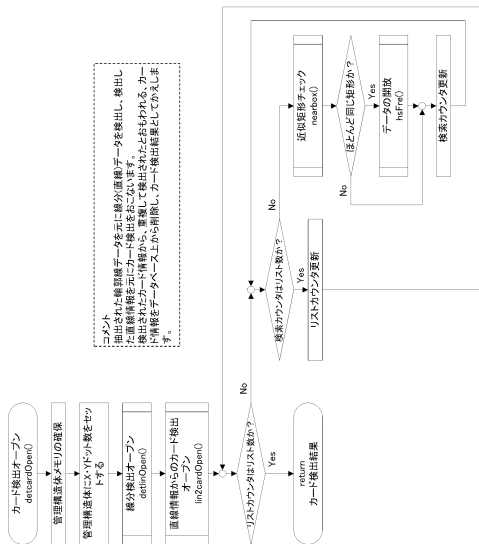 カード検出オープン
detcardOpen()
管理構造体メモリの確保
管理構造体にX・Yドット数をセッ
トする
線分検出オープン
detlinOpen()
直線情報からのカード検出
オープン
lin2cardOpen()
リストカウンタはリスト数か?
No
Yes
return
カード検出結果
コメント
抽出された輪郭線データを元に線分(直線)データを検出し、検出し
た直線情報を元にカード検出をおこないます。
検出されたカード情報から、重複して検出されたとおもわれる、カー
ド情報をデータベース上から削除し、カード検出結果としてかえしま
す。
検索カウンタはリスト数か?
No
Yes
リストカウンタ更新
近似矩形チェック
nearbox()
ほとんど同じ矩形か?
No
Yes
データの開放
hsFre()
検索カウンタ更新